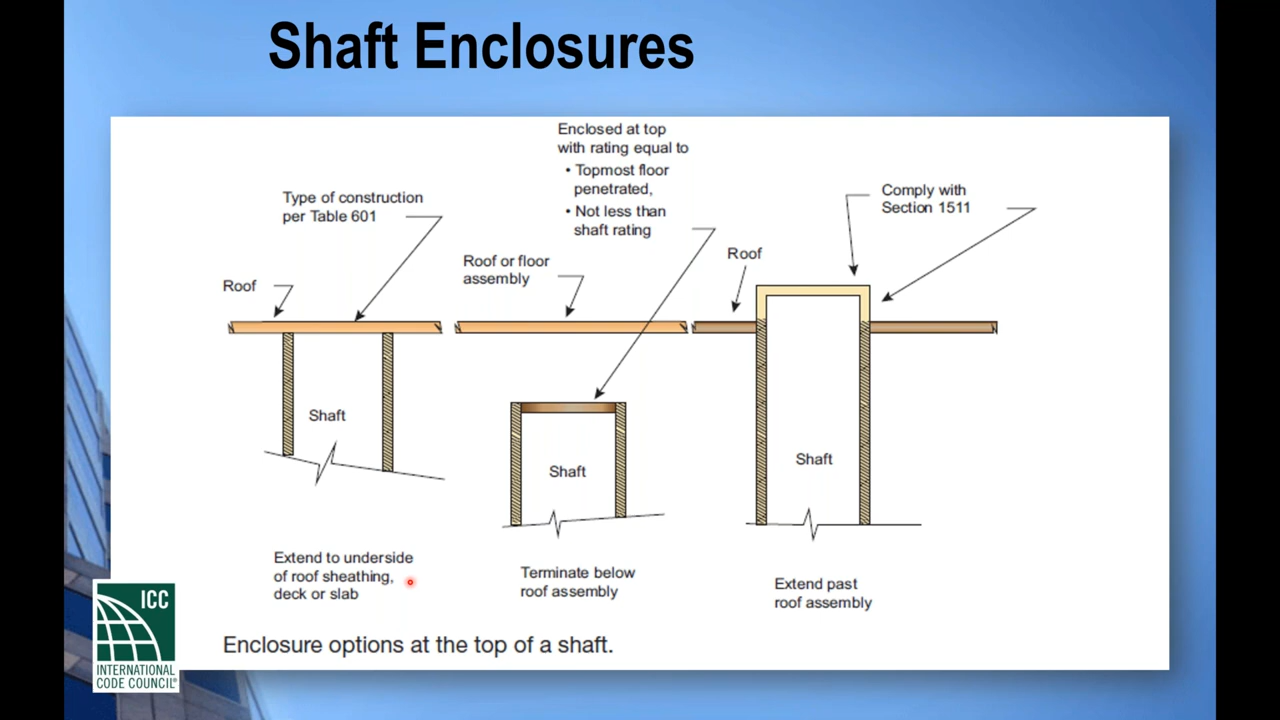 Shaft Enclosures
Enclosed at top
with rating equal to
• Topmost floor
penetrated,
• Not less than
shaft rating
Type of construction
per Table 601
Comply with
Section 1511
Roof
Roof or floor
assembly
Roof
Shaft
Shaft
Shaft
Extend to underside
of roof sheathing,
deck or slab
Terminate below
roof assembly
Extend past
roof assembly
Enclosure options at the top of a shaft.
ICC
INTERNATIONAL
CODE COUNCIL®